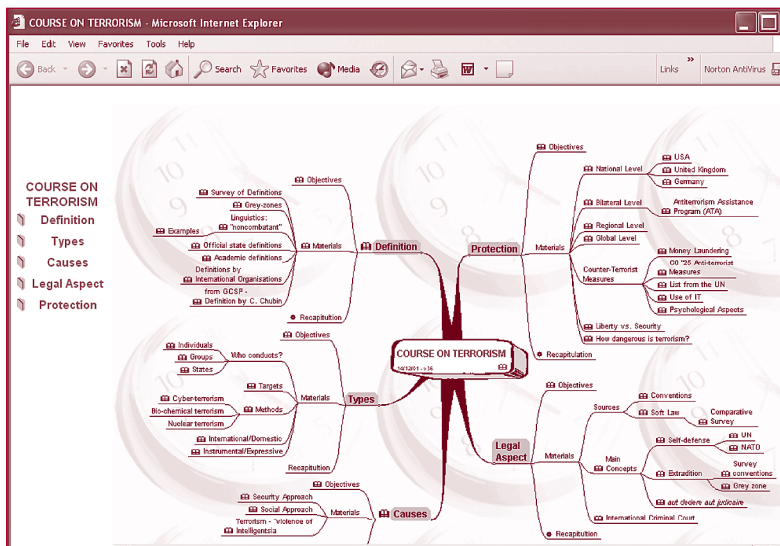 COURSE ON TERRORISM - Microsoft Internet Explorer
File Edit View Favorites Tools Help
Back Search Favorites Media Links Norton AntiVirus
COURSE ON
TERRORISM
Definition
Types
Causes
Legal Aspect
Protection
Objectives
Survey of Definitions
Grey-zones
Linguistics:
"noncombatant"
Examples
Official state definitions
Academic definitions
Definitions by
International Organisations
from GCSP -
Definition by C. Chubin
Materials
Definition
Recapitution
Objectives
Individuals
Groups
States
Who conducts?
Targets
Cyber-terrorism
Bio-chemical terrorism
Nuclear terrorism
Methods
Materials
Types
International/Domestic
Instrumental/Expressive
Recapitution
Objectives
Security Approach
Social Approach
Terrorism - "Violence of
Intelligentsia
Materials
Causes
COURSE ON TERRORISM
Protection
Objectives
Materials
National Level
USA
United Kingdom
Germany
Bilateral Level
Antiterrorism Assistance
Program (ATA)
Regional Level
Global Level
Counter-Terrorist
Measures
Money Laundering
Anti-terrorist
Measures
List from the UN
Use of IT
Psychological Aspects
Liberty vs. Security
How dangerous is terrorism?
Recapitulation
Legal
Aspect
Objectives
Materials
Sources
Conventions
Soft Law
Comparative
Survey
Main
Concepts
Self-defense
UN
NATO
Extradition
Survey
conventions
Grey zone
aut dedere aut judicaire
International Criminal Court
Recapitution